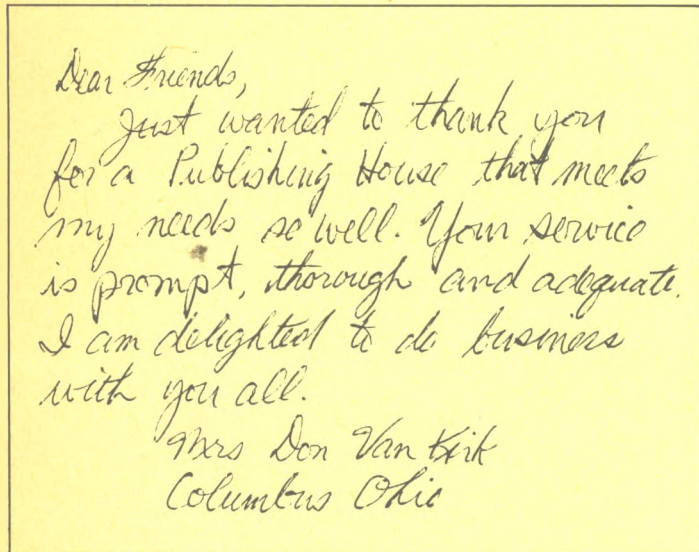 Dear Friends,
Just wanted to thank you
for a Publishing House that meets
my needs so well. Your service
is prompt, thorough and adequate.
I am delighted to do business
with you all.
Mrs Don Van Kirk
Columbus Ohio